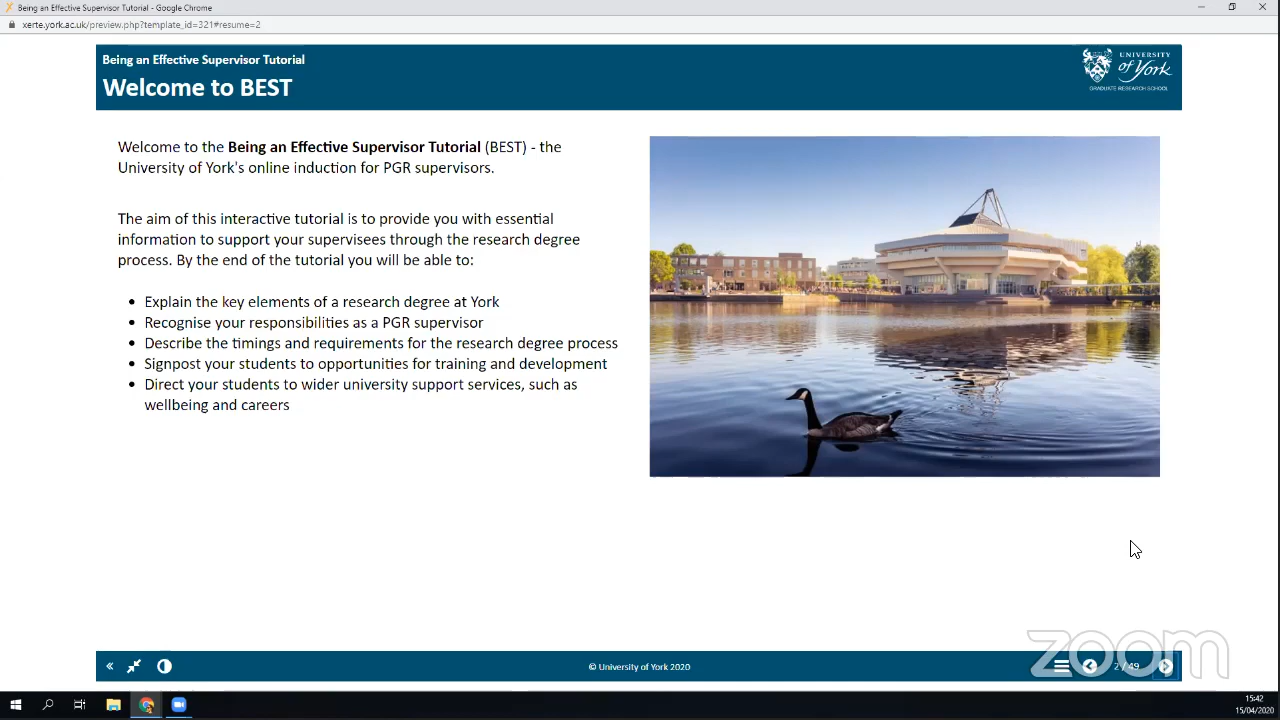 Being an Effective Supervisor Tutorial - Google Chrome
xerte.york.ac.uk/preview.php?template_id=321#resume=2
Being an Effective Supervisor Tutorial
Welcome to BEST
UNIVERSITY
of York
GRADUATE RESEARCH SCHOOL
Welcome to the Being an Effective Supervisor Tutorial (BEST) - the
University of York's online induction for PGR supervisors.
The aim of this interactive tutorial is to provide you with essential
information to support your supervisees through the research degree
process. By the end of the tutorial you will be able to:
• Explain the key elements of a research degree at York
• Recognise your responsibilities as a PGR supervisor
• Describe the timings and requirements for the research degree process
• Signpost your students to opportunities for training and development
• Direct your students to wider university support services, such as
wellbeing and careers
© University of York 2020
2 / 49
zoom
15:42
15/04/2020